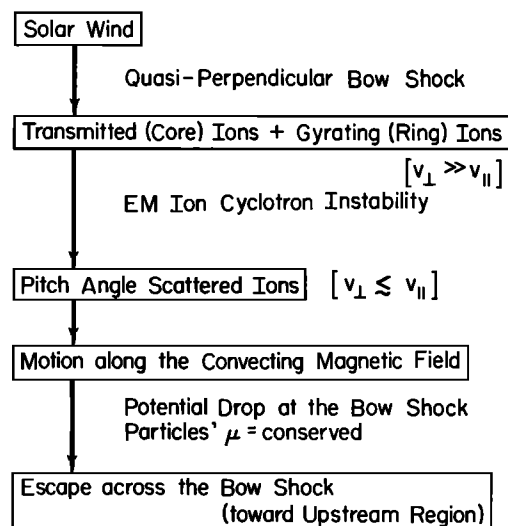 Solar Wind
Quasi-Perpendicular Bow Shock
Transmitted (Core) Ions + Gyrating (Ring) Ions
[v⊥ ≫ v∥]
EM Ion Cyclotron Instability
Pitch Angle Scattered Ions [v⊥ ≲ v∥]
Motion along the Convecting Magnetic Field
Potential Drop at the Bow Shock
Particles' μ = conserved
Escape across the Bow Shock
(toward Upstream Region)